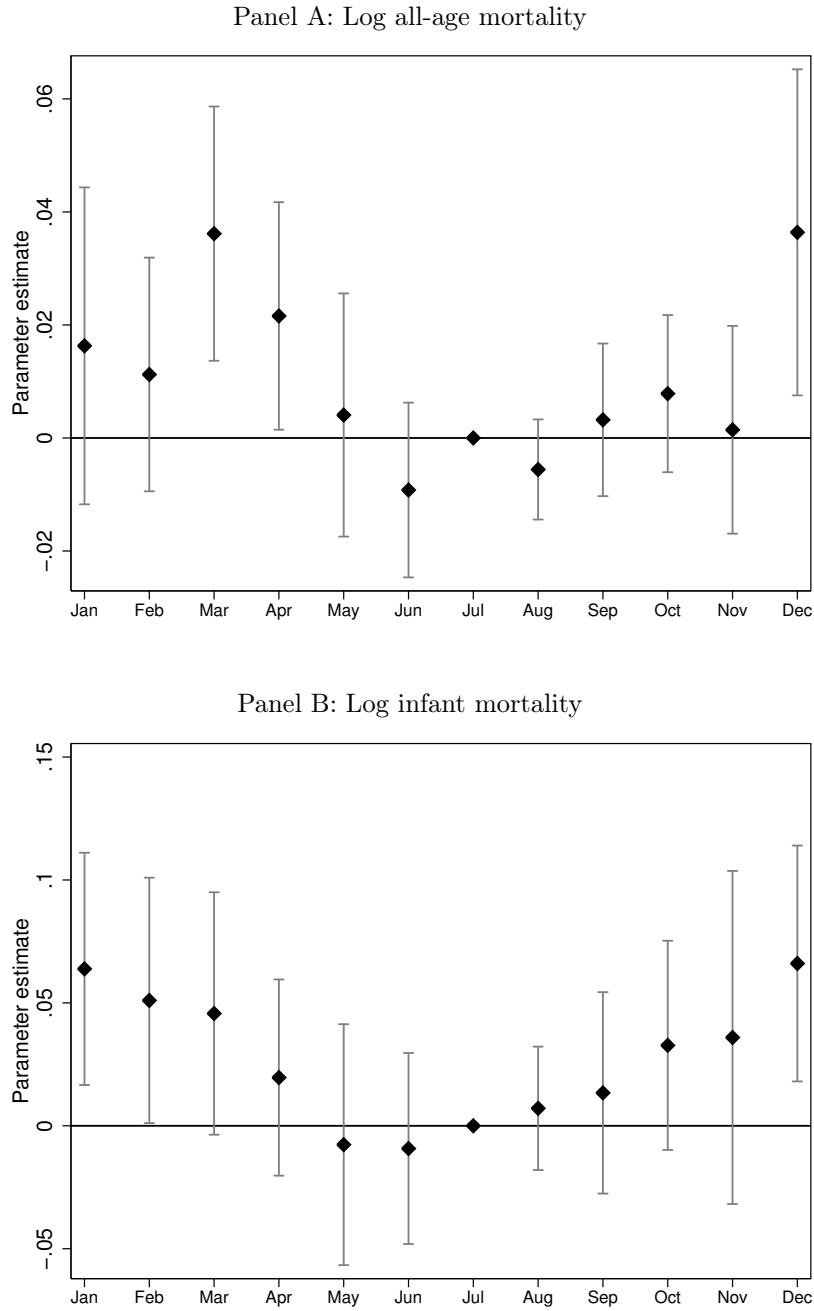 Panel A: Log all-age mortality
Parameter estimate
.06
.04
.02
0
-.02
Jan Feb Mar Apr May Jun Jul Aug Sep Oct Nov Dec
Panel B: Log infant mortality
Parameter estimate
.15
.1
.05
0
-.05
Jan Feb Mar Apr May Jun Jul Aug Sep Oct Nov Dec